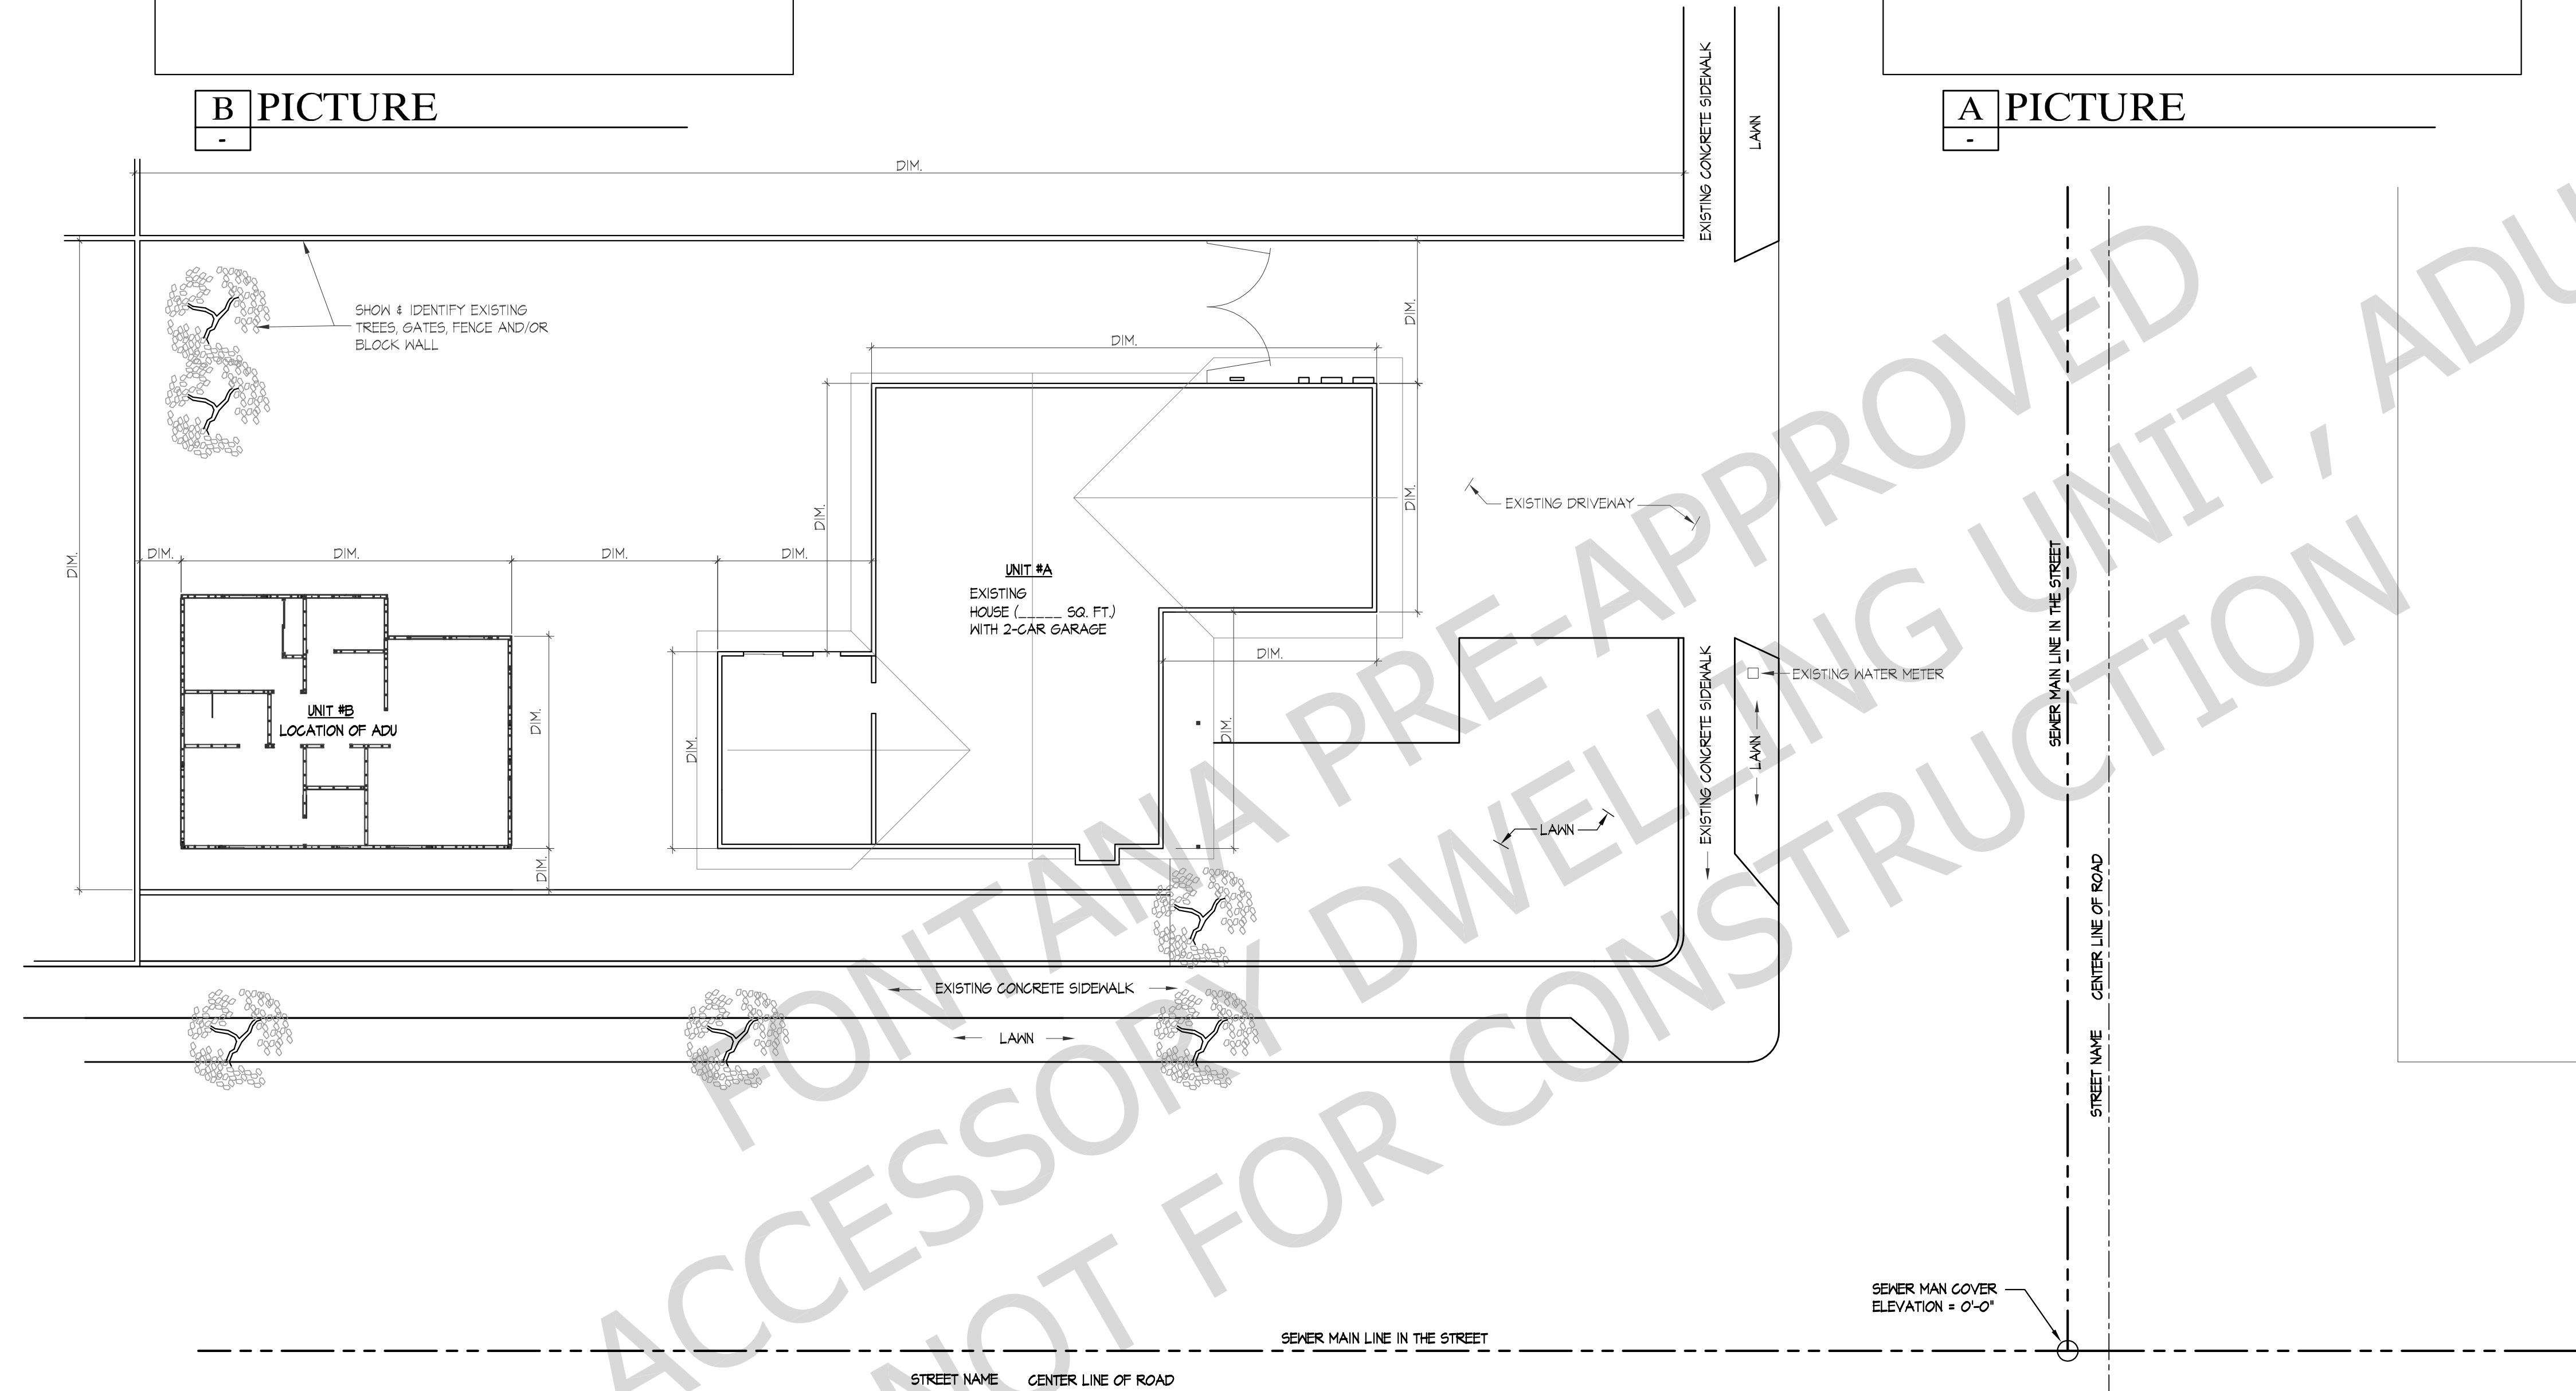 B PICTURE
-
A PICTURE
-
EXISTING CONCRETE SIDEWALK
LAWN
DIM.
SHOW & IDENTIFY EXISTING
TREES, GATES, FENCE AND/OR
BLOCK WALL
DIM.
DIM.
DIM.
DIM.
DIM.
EXISTING DRIVEWAY
DIM.
DIM.
DIM.
DIM.
DIM.
UNIT #A
EXISTING
HOUSE (_____ SQ. FT.)
WITH 2-CAR GARAGE
DIM.
EXISTING WATER METER
UNIT #B
LOCATION OF ADU
DIM.
DIM.
DIM.
DIM.
EXISTING CONCRETE SIDEWALK
LAWN
LAWN
SEWER MAIN LINE IN THE STREET
STREET NAME CENTER LINE OF ROAD
EXISTING CONCRETE SIDEWALK
LAWN
SEWER MAN COVER
ELEVATION = 0'-0"
SEWER MAIN LINE IN THE STREET
STREET NAME CENTER LINE OF ROAD
FONTANA PRE-APPROVED
ACCESSORY DWELLING UNIT, ADU
NOT FOR CONSTRUCTION